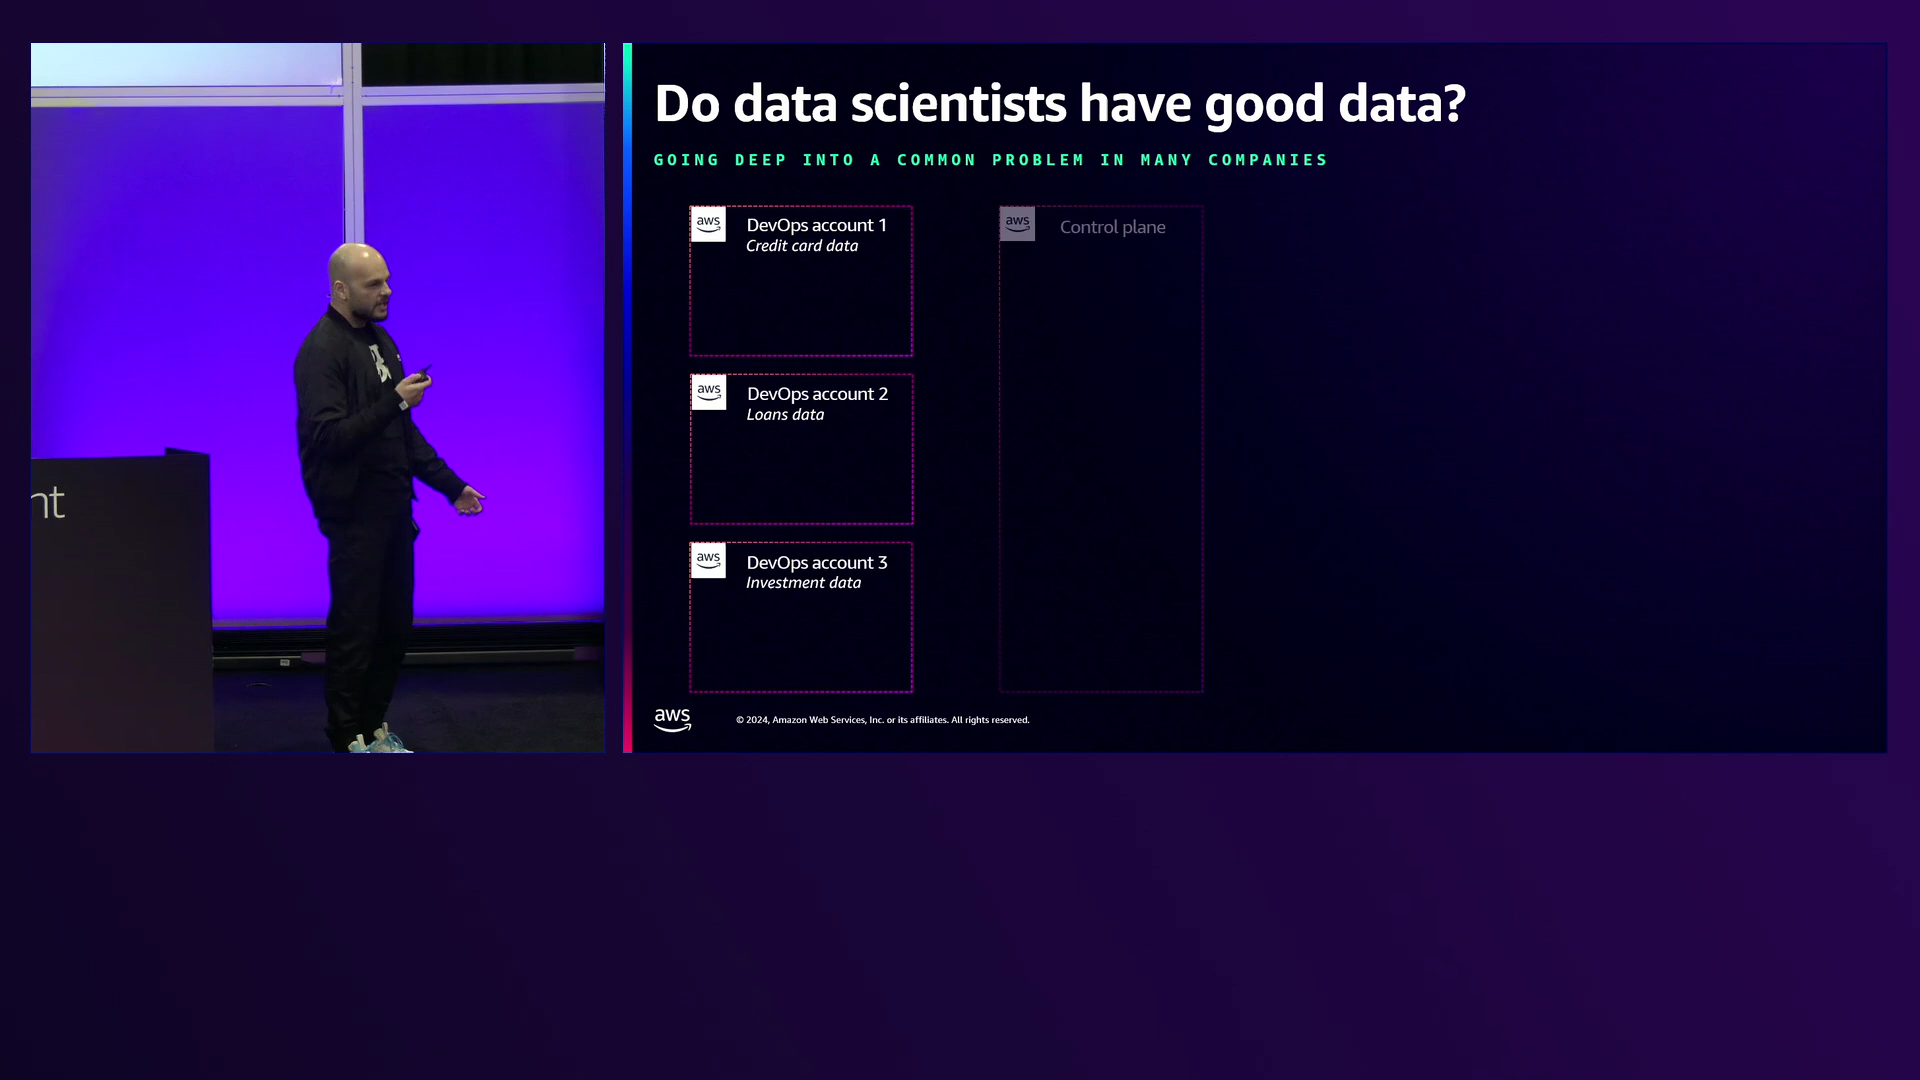 nt
Do data scientists have good data?
GOING DEEP INTO A COMMON PROBLEM IN MANY COMPANIES
aws
DevOps account 1
Credit card data
aws
DevOps account 2
Loans data
aws
DevOps account 3
Investment data
aws
Control plane
aws
© 2024, Amazon Web Services, Inc. or its affiliates. All rights reserved.